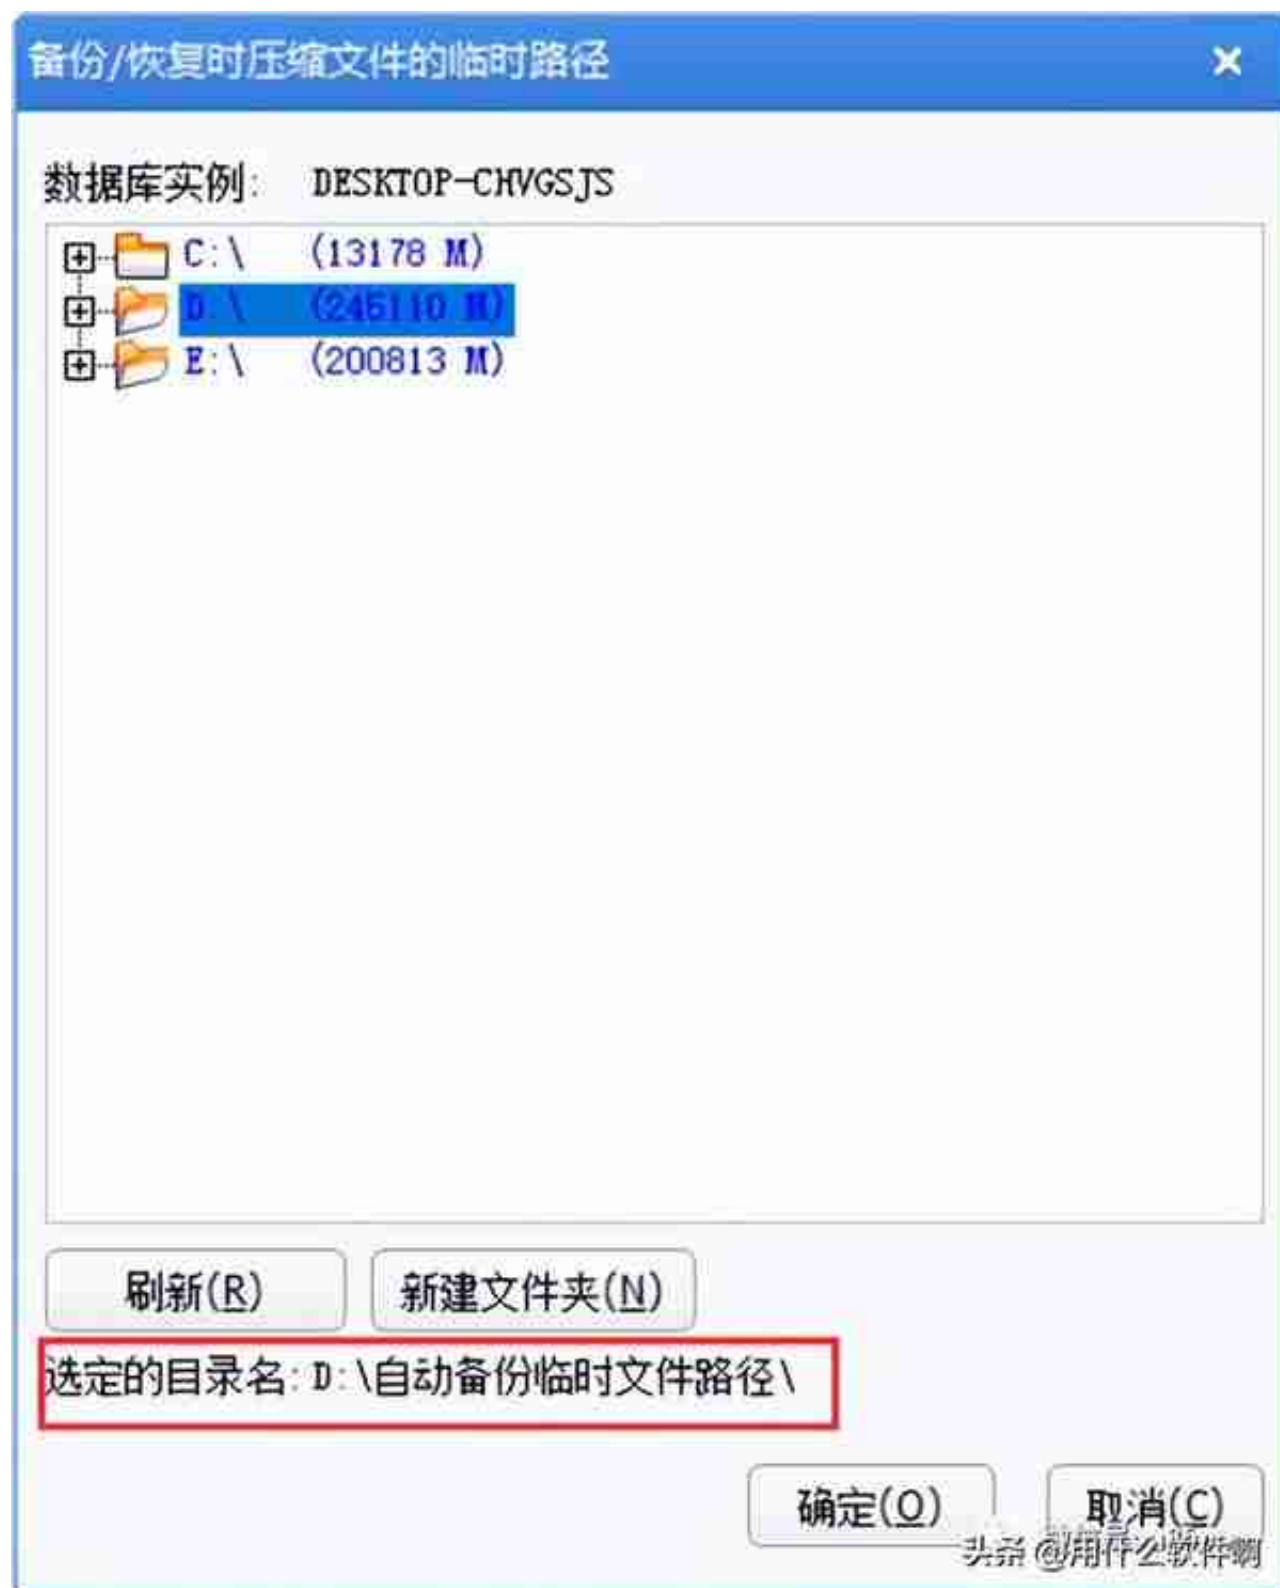 备份/恢复时压缩文件的临时路径
数据库实例: DESKTOP-CHVGSJS
C:\ (13178 M)
D:\ (246110 M)
E:\ (200813 M)
刷新(R) 新建文件夹(N)
选定的目录名:D:\自动备份临时文件路径\
确定(O) 取消(C)
头条 @用什么软件啊